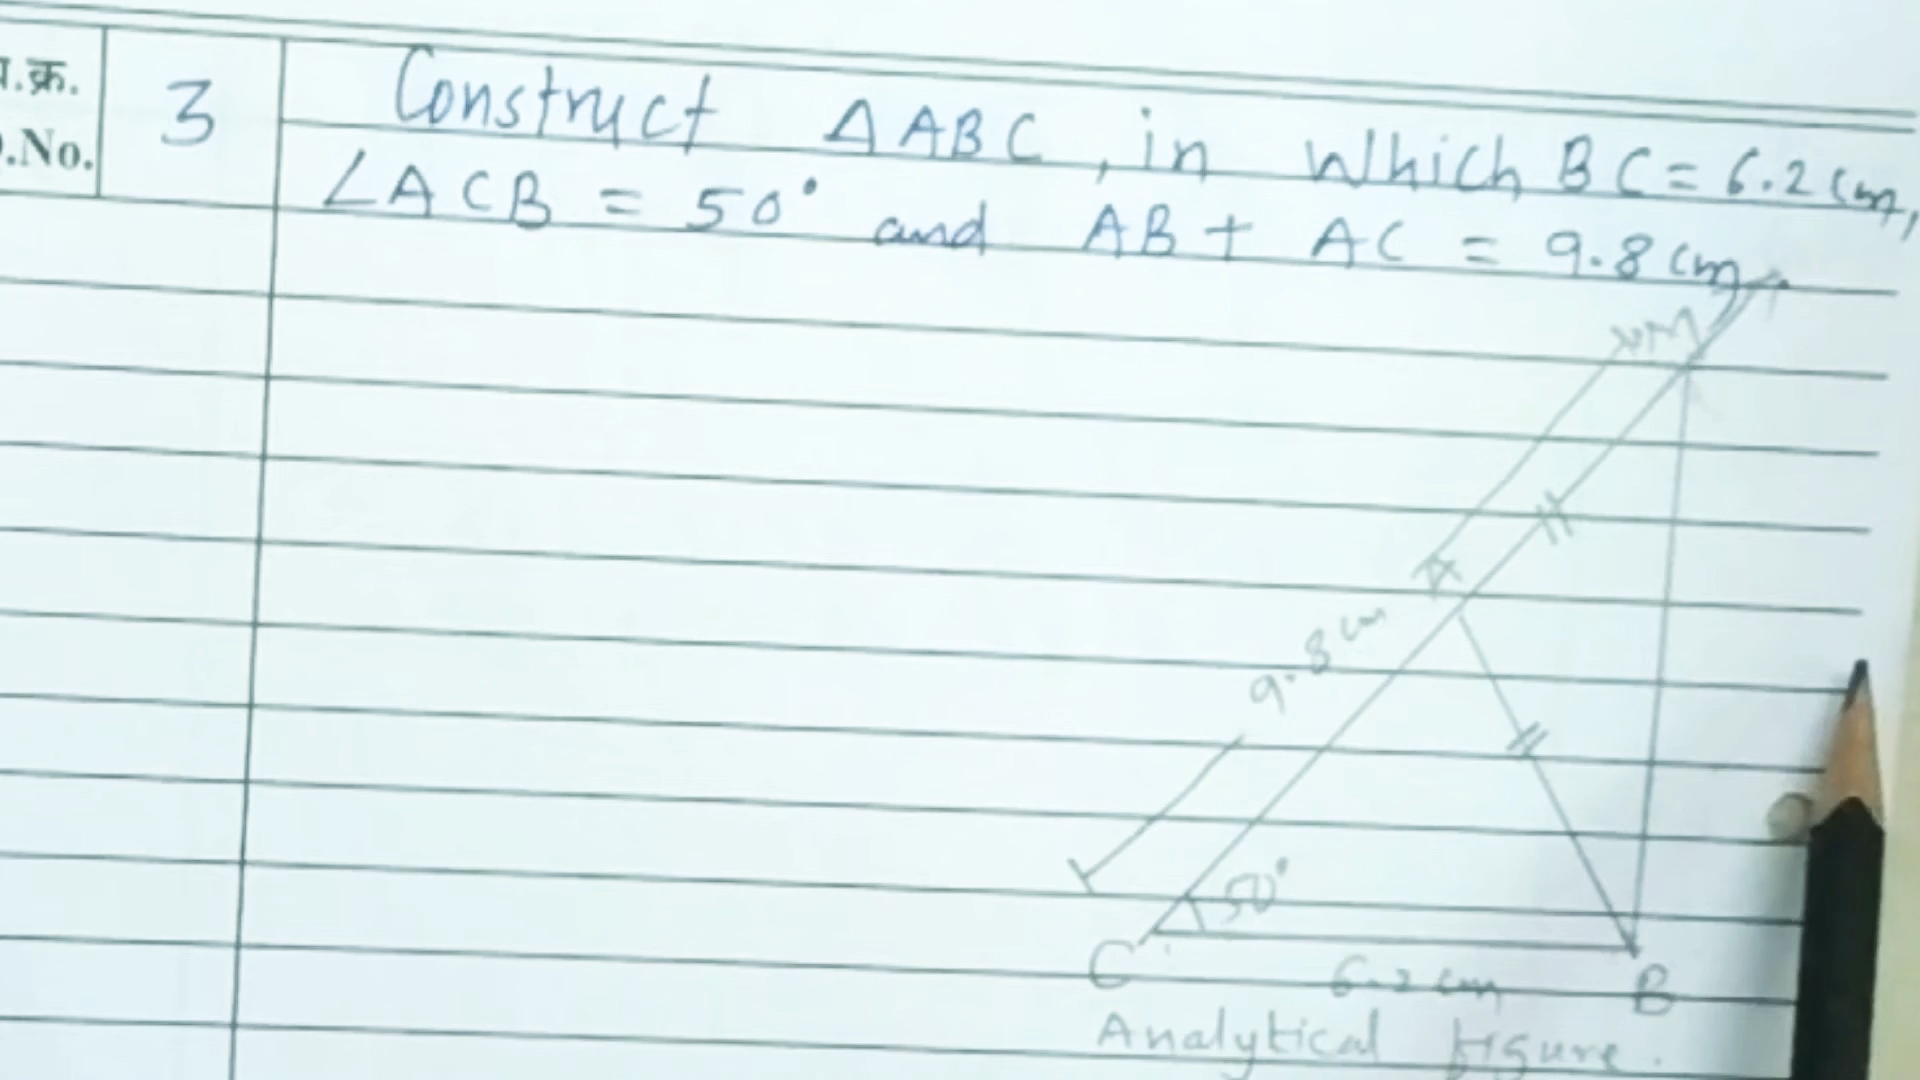 प्र.क्र.
Q.No.
3
Construct ΔABC, in Which BC = 6.2 cm,
∠ACB = 50° and AB + AC = 9.8 cm
M
A
9.8 cm
50°
C
6.2 cm
B
Analytical figure.